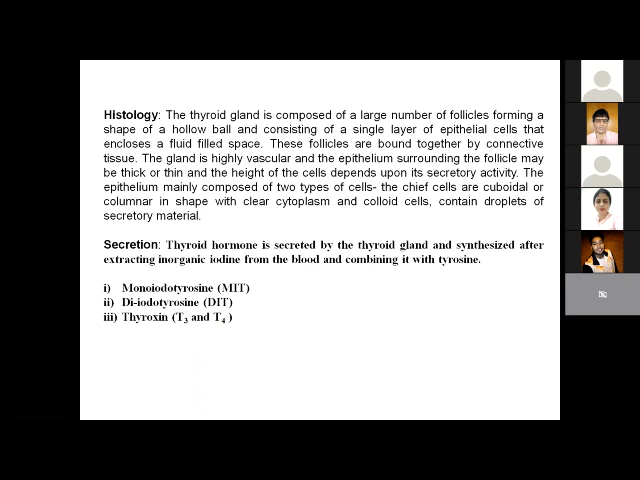 Histology: The thyroid gland is composed of a large number of follicles forming a
shape of a hollow ball and consisting of a single layer of epithelial cells that
encloses a fluid filled space. These follicles are bound together by connective
tissue. The gland is highly vascular and the epithelium surrounding the follicle may
be thick or thin and the height of the cells depends upon its secretory activity. The
epithelium mainly composed of two types of cells- the chief cells are cuboidal or
columnar in shape with clear cytoplasm and colloid cells, contain droplets of
secretory material.
Secretion: Thyroid hormone is secreted by the thyroid gland and synthesized after
extracting inorganic iodine from the blood and combining it with tyrosine.
i) Monoiodotyrosine (MIT)
ii) Di-iodotyrosine (DIT)
iii) Thyroxin (T3 and T4 )